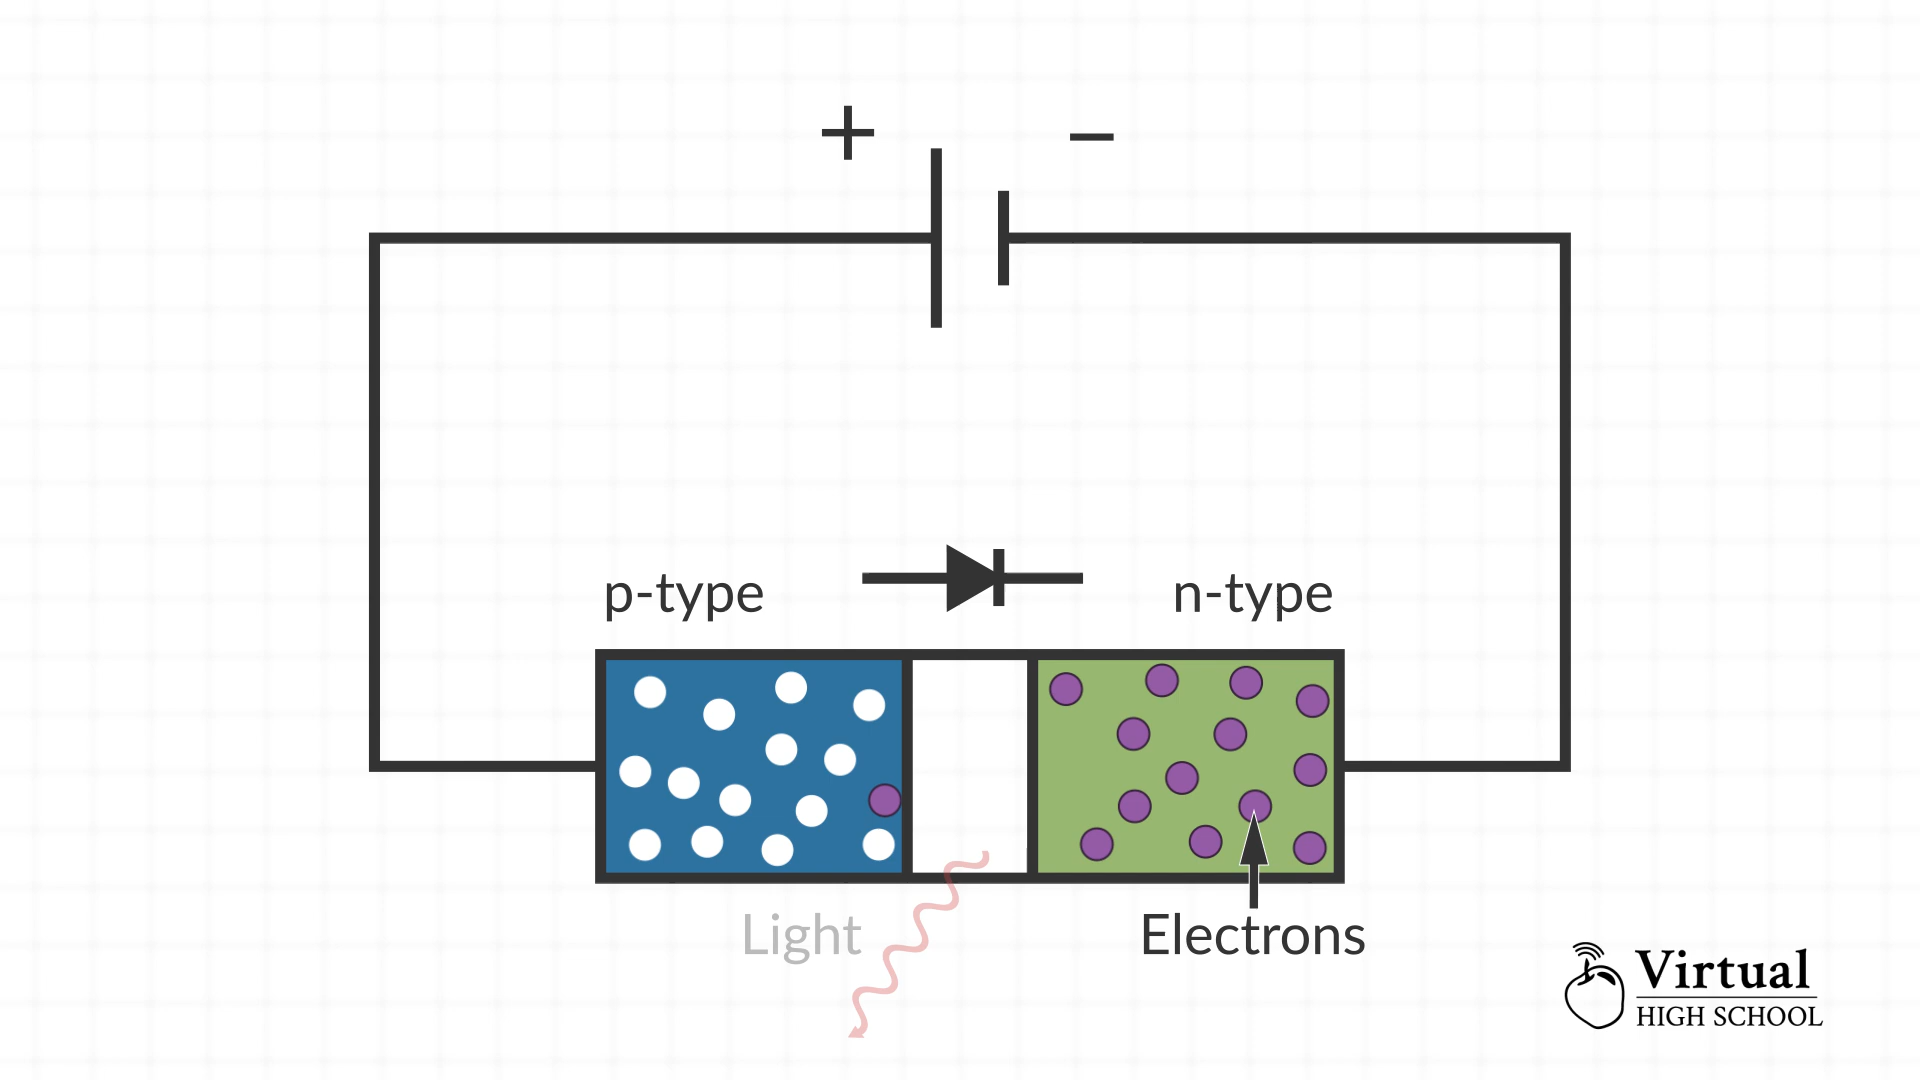 + −
p-type
n-type
Light
Electrons
Virtual
HIGH SCHOOL